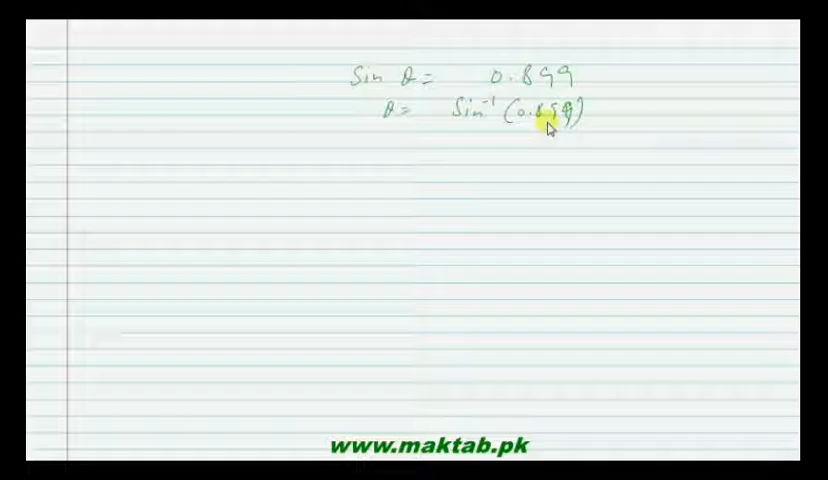 Sin θ = 0.899
θ = Sin⁻¹ (0.899)
www.maktab.pk